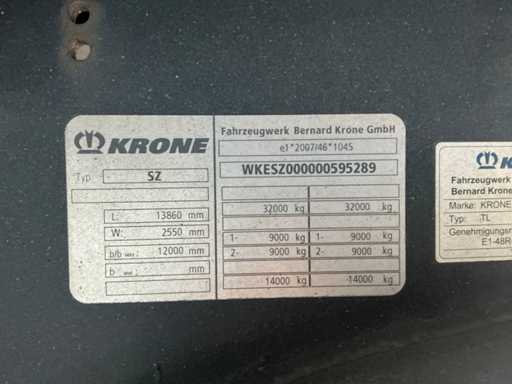 KRONE
Typ SZ
L: 13860 mm
W: 2550 mm
b/b max: 12000 mm
b mm
Fahrzeugwerk Bernard Krone GmbH
e1*2007/46*1045
WKESZ000000595289
32000 kg 32000 kg
1- 9000 kg 1- 9000 kg
2- 9000 kg 2- 9000 kg
14000 kg 14000 kg
Fahrzeugwerk
Bernard Krone
Marke: KRONE
Typ: TL
Genehmigungsn
E1-48R